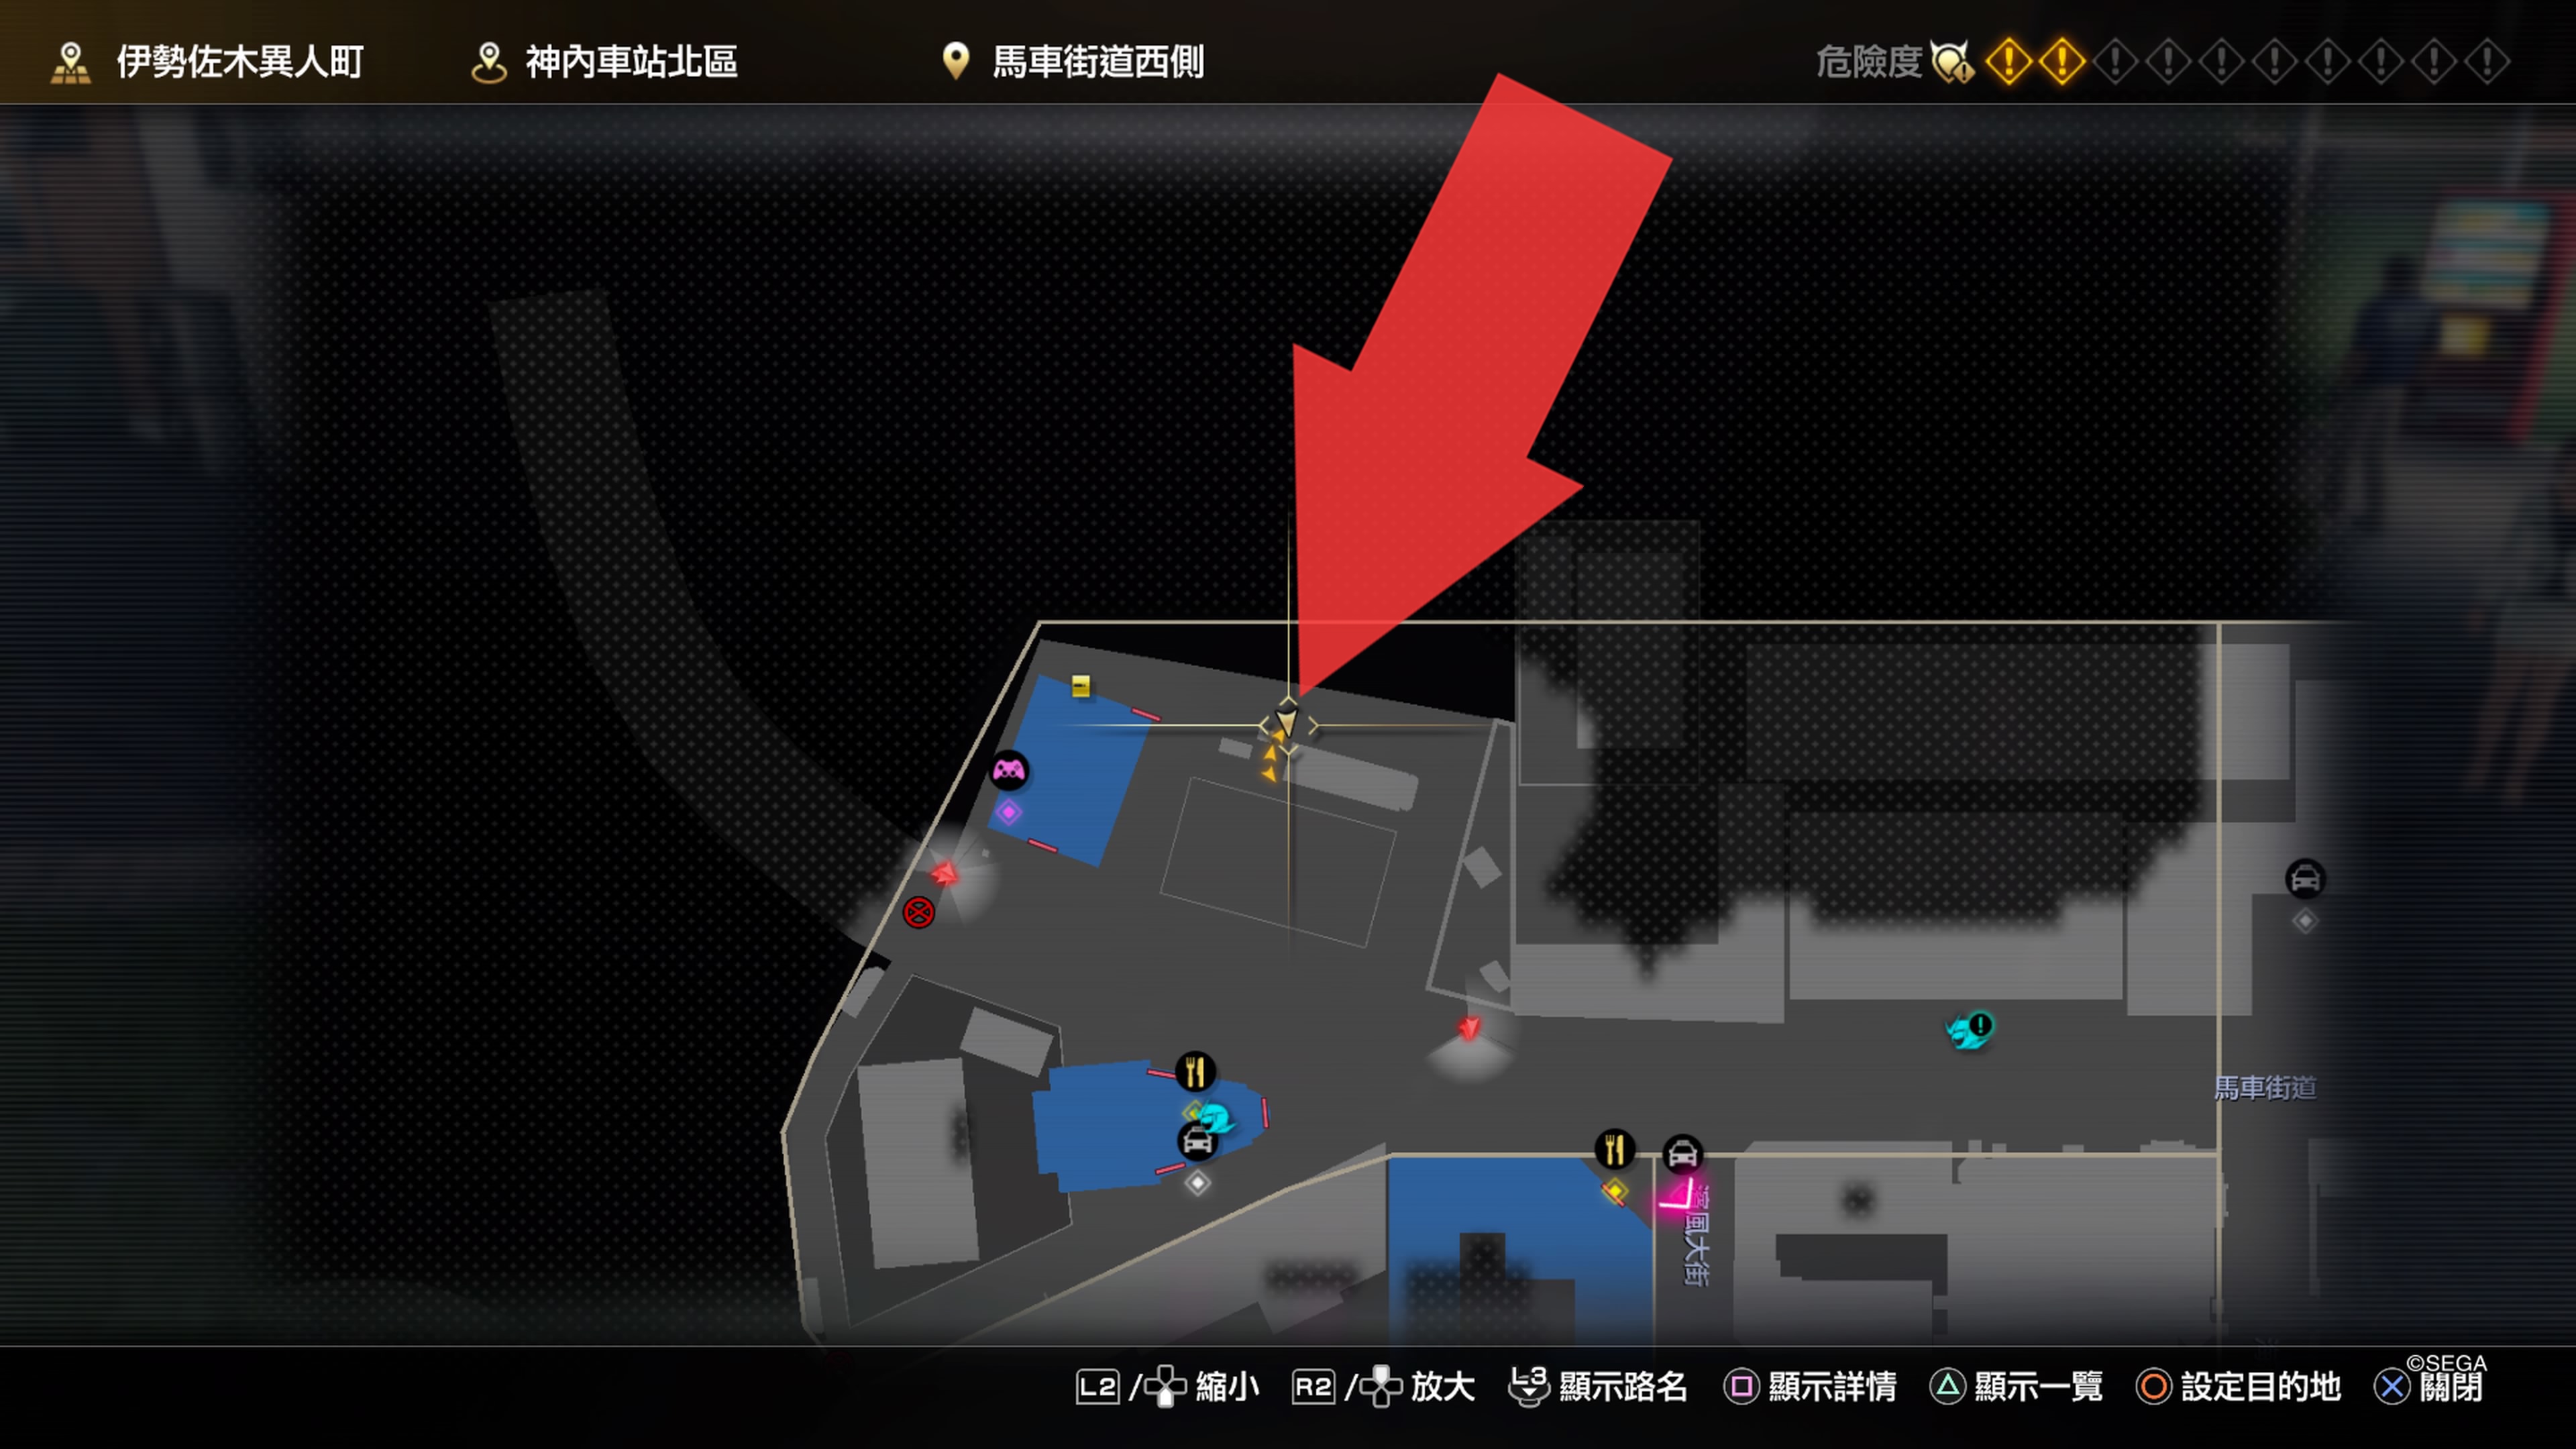 伊勢佐木異人町
神內車站北區
馬車街道西側
危險度
馬車街道
濱風大街
©SEGA
L2 / 縮小
R2 / 放大
L3 顯示路名
顯示詳情
顯示一覽
設定目的地
關閉